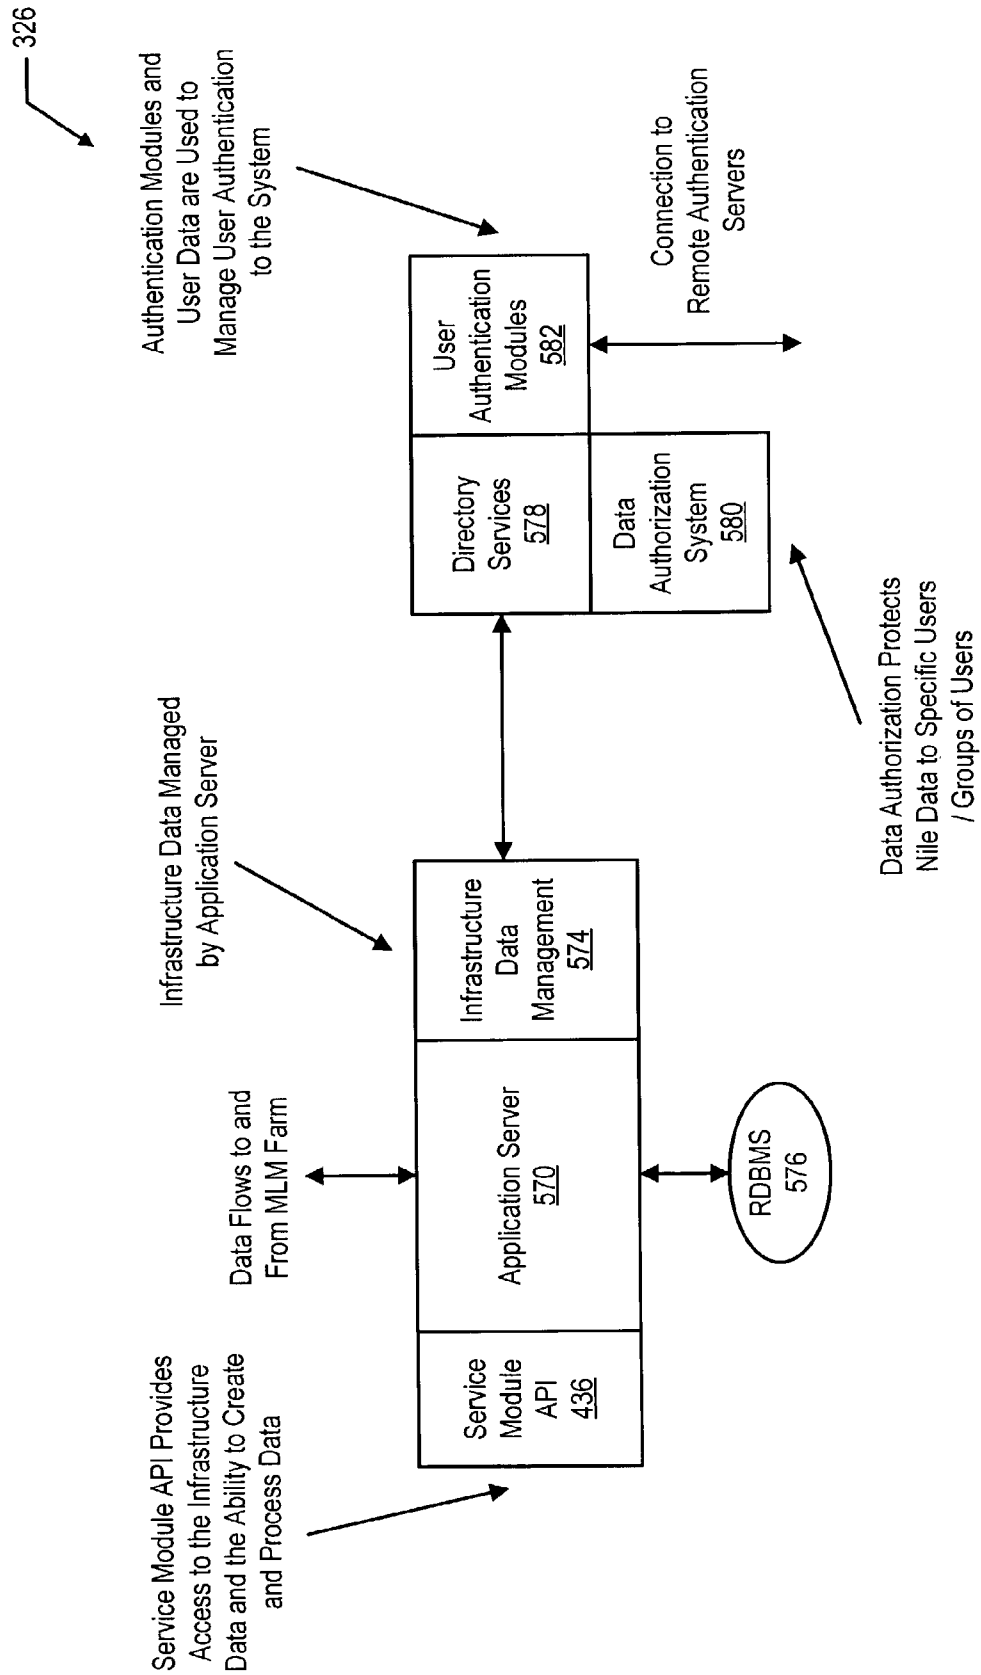 326
Service Module API Provides
Access to the Infrastructure
Data and the Ability to Create
and Process Data
Data Flows to and
From MLM Farm
Infrastructure Data Managed
by Application Server
Authentication Modules and
User Data are Used to
Manage User Authentication
to the System
Service
Module
API
436
Application Server
570
Infrastructure
Data
Management
574
Directory
Services
578
User
Authentication
Modules
582
Data
Authorization
System
580
RDBMS
576
Connection to
Remote Authentication
Servers
Data Authorization Protects
Nile Data to Specific Users
/ Groups of Users